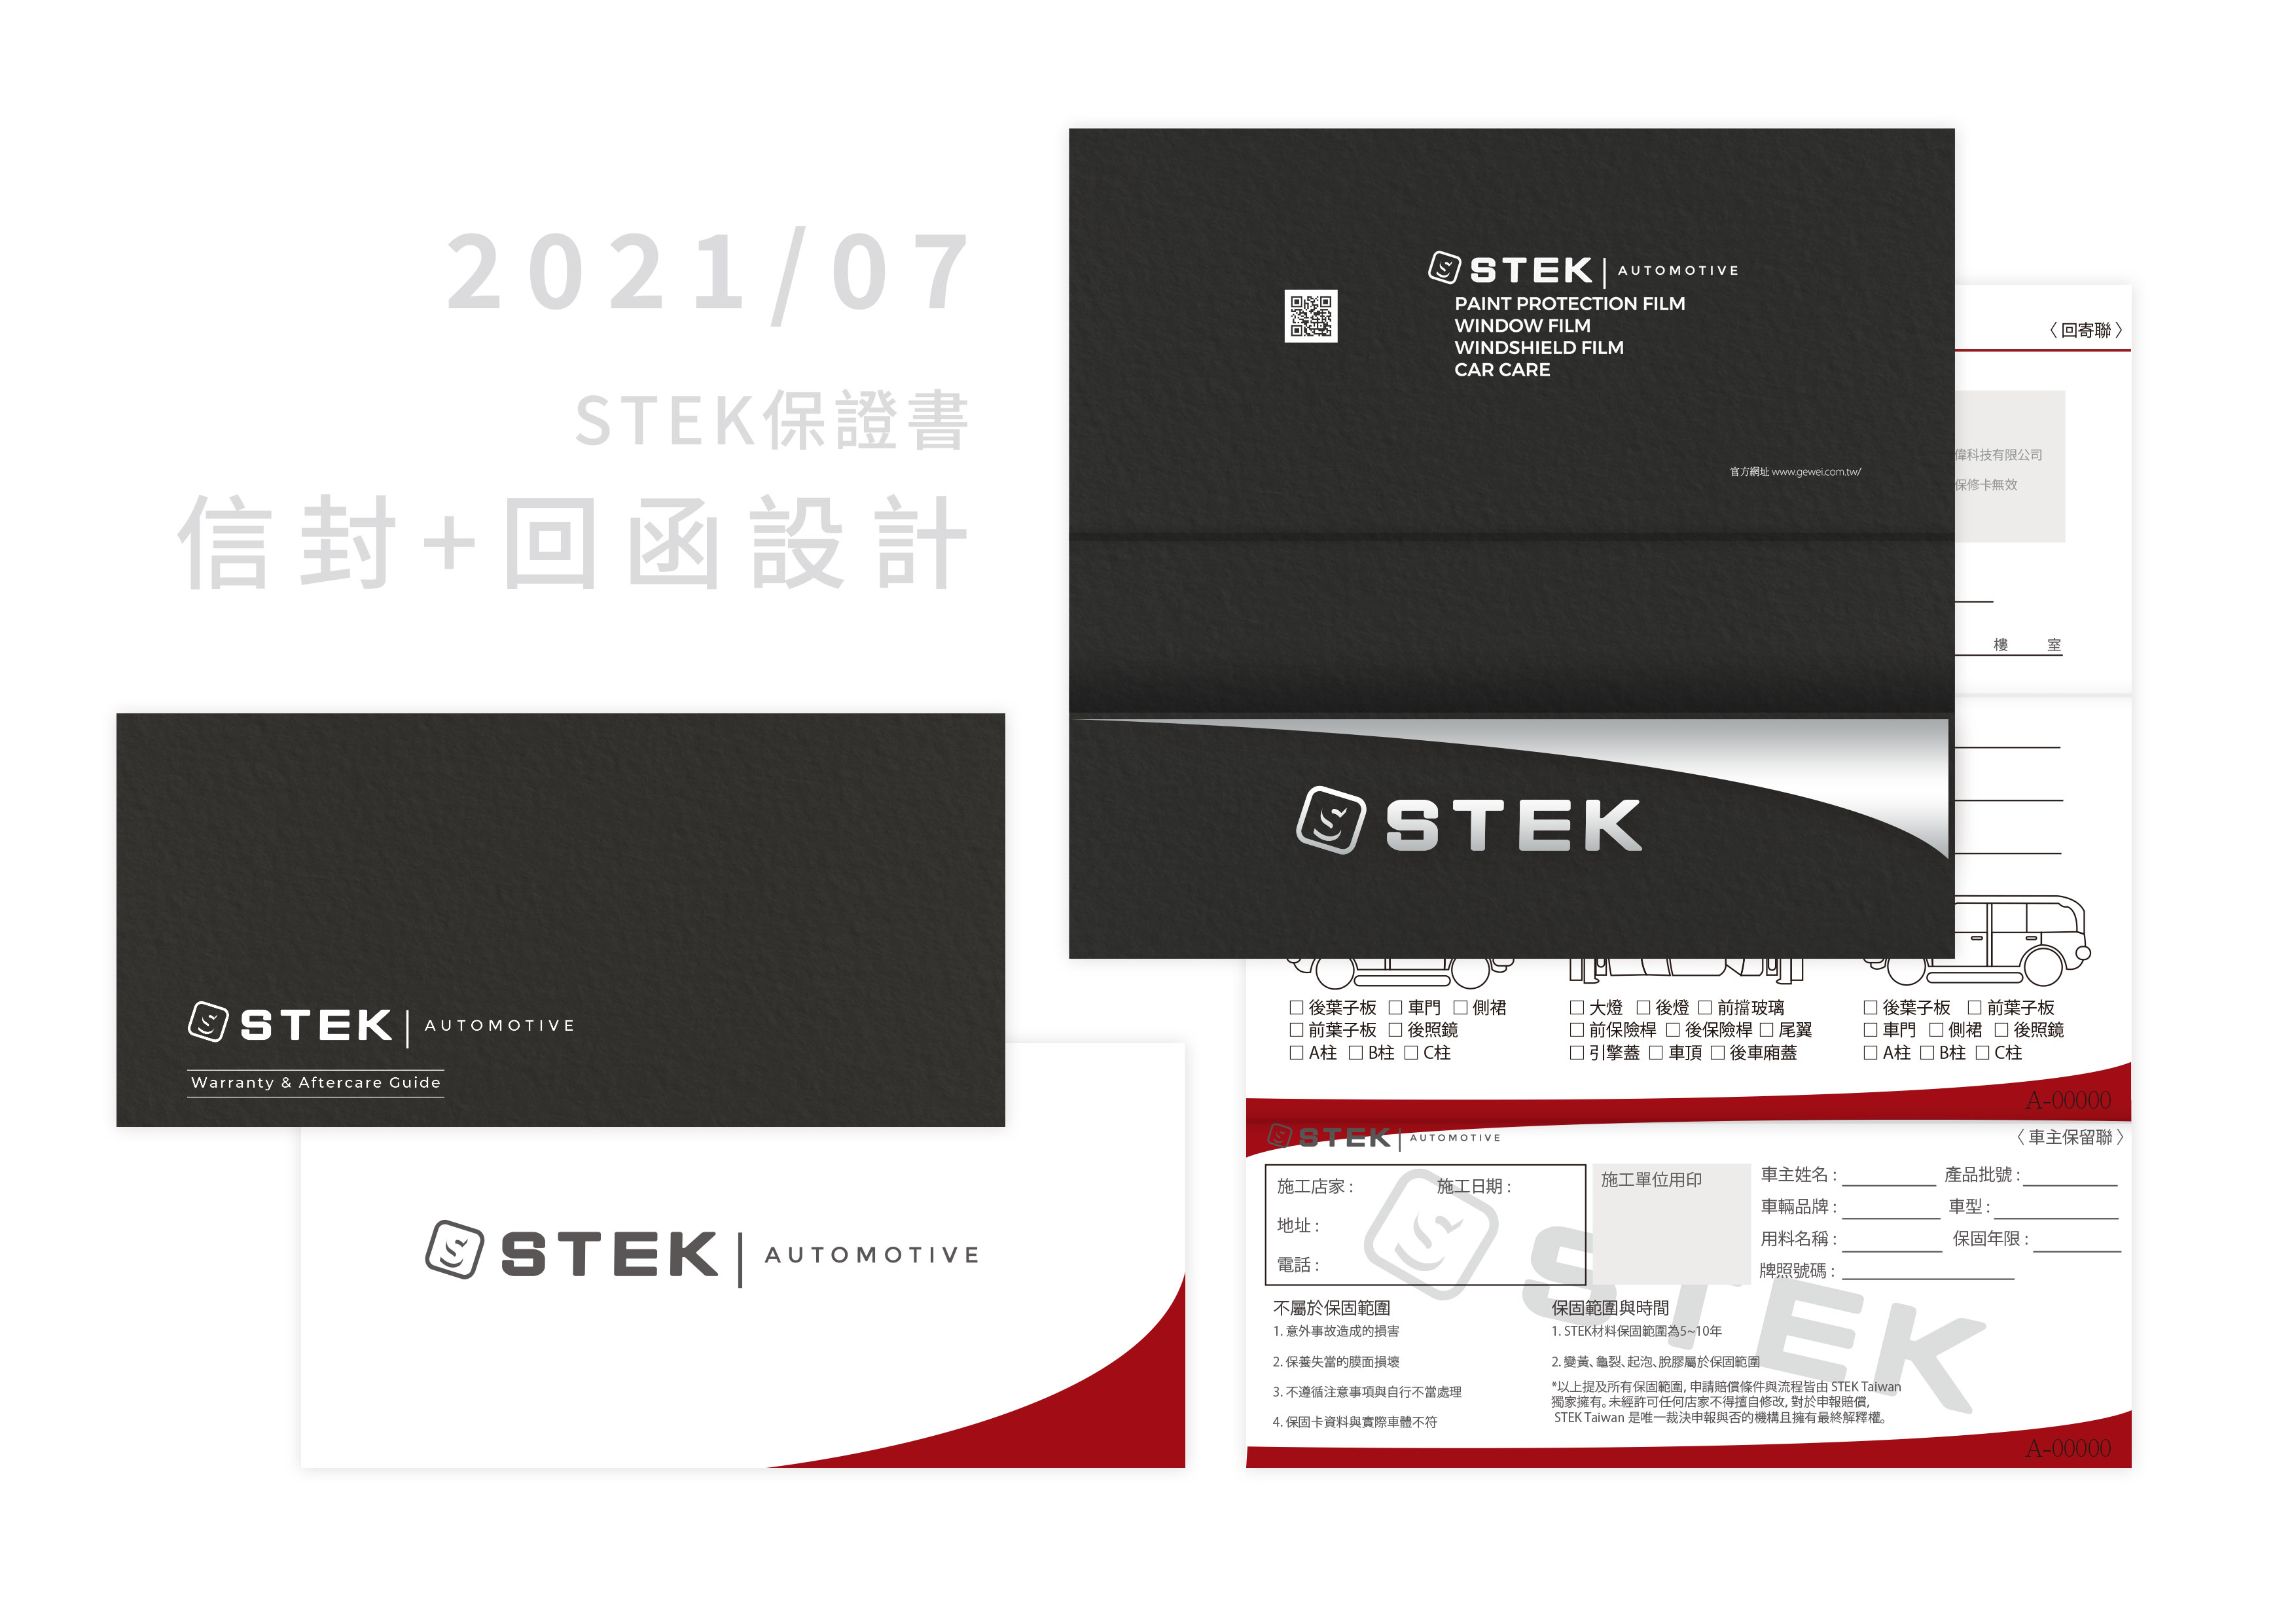 2021/07
STEK保證書
信封+回函設計
STEK | AUTOMOTIVE
PAINT PROTECTION FILM
WINDOW FILM
WINDSHIELD FILM
CAR CARE
官方網址 www.gewei.com.tw/
STEK
〈回寄聯〉
偉科技有限公司
保修卡無效
樓 室
STEK | AUTOMOTIVE
Warranty & Aftercare Guide
STEK | AUTOMOTIVE
□ 後葉子板 □ 車門 □ 側裙
□ 前葉子板 □ 後照鏡
□ A柱 □ B柱 □ C柱
□ 大燈 □ 後燈 □ 前擋玻璃
□ 前保險桿 □ 後保險桿 □ 尾翼
□ 引擎蓋 □ 車頂 □ 後車廂蓋
□ 後葉子板 □ 前葉子板
□ 車門 □ 側裙 □ 後照鏡
□ A柱 □ B柱 □ C柱
A-00000
STEK | AUTOMOTIVE
〈車主保留聯〉
施工店家： 施工日期：
地址：
電話：
施工單位用印
車主姓名： 產品批號：
車輛品牌： 車型：
用料名稱： 保固年限：
牌照號碼：
STEK
不屬於保固範圍
1. 意外事故造成的損害
2. 保養失當的膜面損壞
3. 不遵循注意事項與自行不當處理
4. 保固卡資料與實際車體不符
保固範圍與時間
1. STEK材料保固範圍為5~10年
2. 變黃、龜裂、起泡、脫膠屬於保固範圍
*以上提及所有保固範圍, 申請賠償條件與流程皆由 STEK Taiwan
獨家擁有。未經許可任何店家不得擅自修改, 對於申報賠償,
STEK Taiwan 是唯一裁決申報與否的機構且擁有最終解釋權。
A-00000